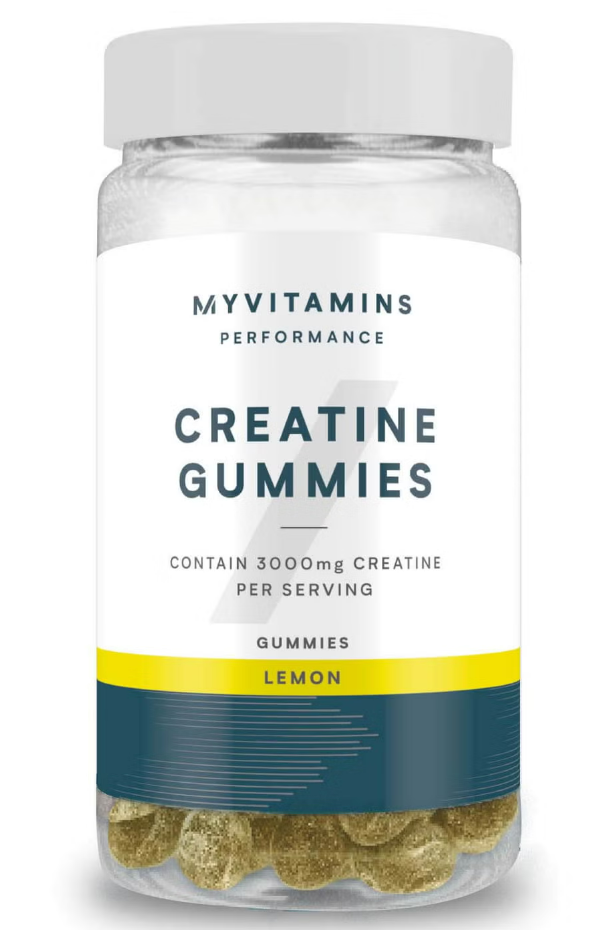 MYVITAMINS
PERFORMANCE
CREATINE
GUMMIES
CONTAIN 3000mg CREATINE
PER SERVING
GUMMIES
LEMON